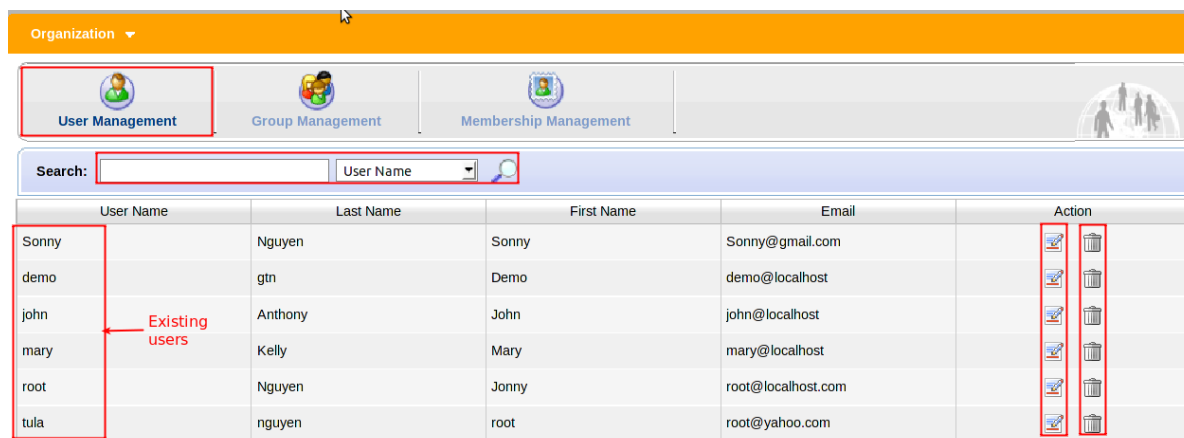 Organization
User Management Group Management Membership Management
Search: User Name
User Name Last Name First Name Email Action
Sonny Nguyen Sonny Sonny@gmail.com
demo gtn Demo demo@localhost
john Anthony John john@localhost
Existing
users
mary Kelly Mary mary@localhost
root Nguyen Jonny root@localhost.com
tula nguyen root root@yahoo.com